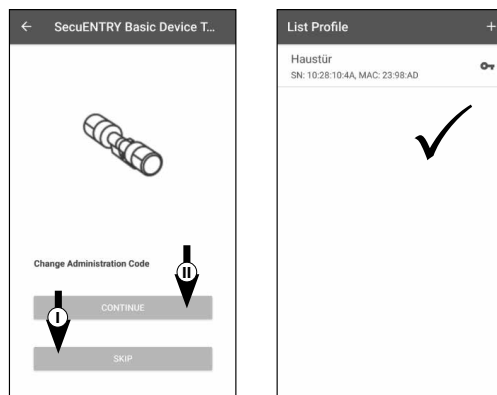 ← SecuENTRY Basic Device T...
Change Administration Code
II
CONTINUE
I
SKIP
List Profile +
Haustür
SN: 10:28:10:4A, MAC: 23:98:AD